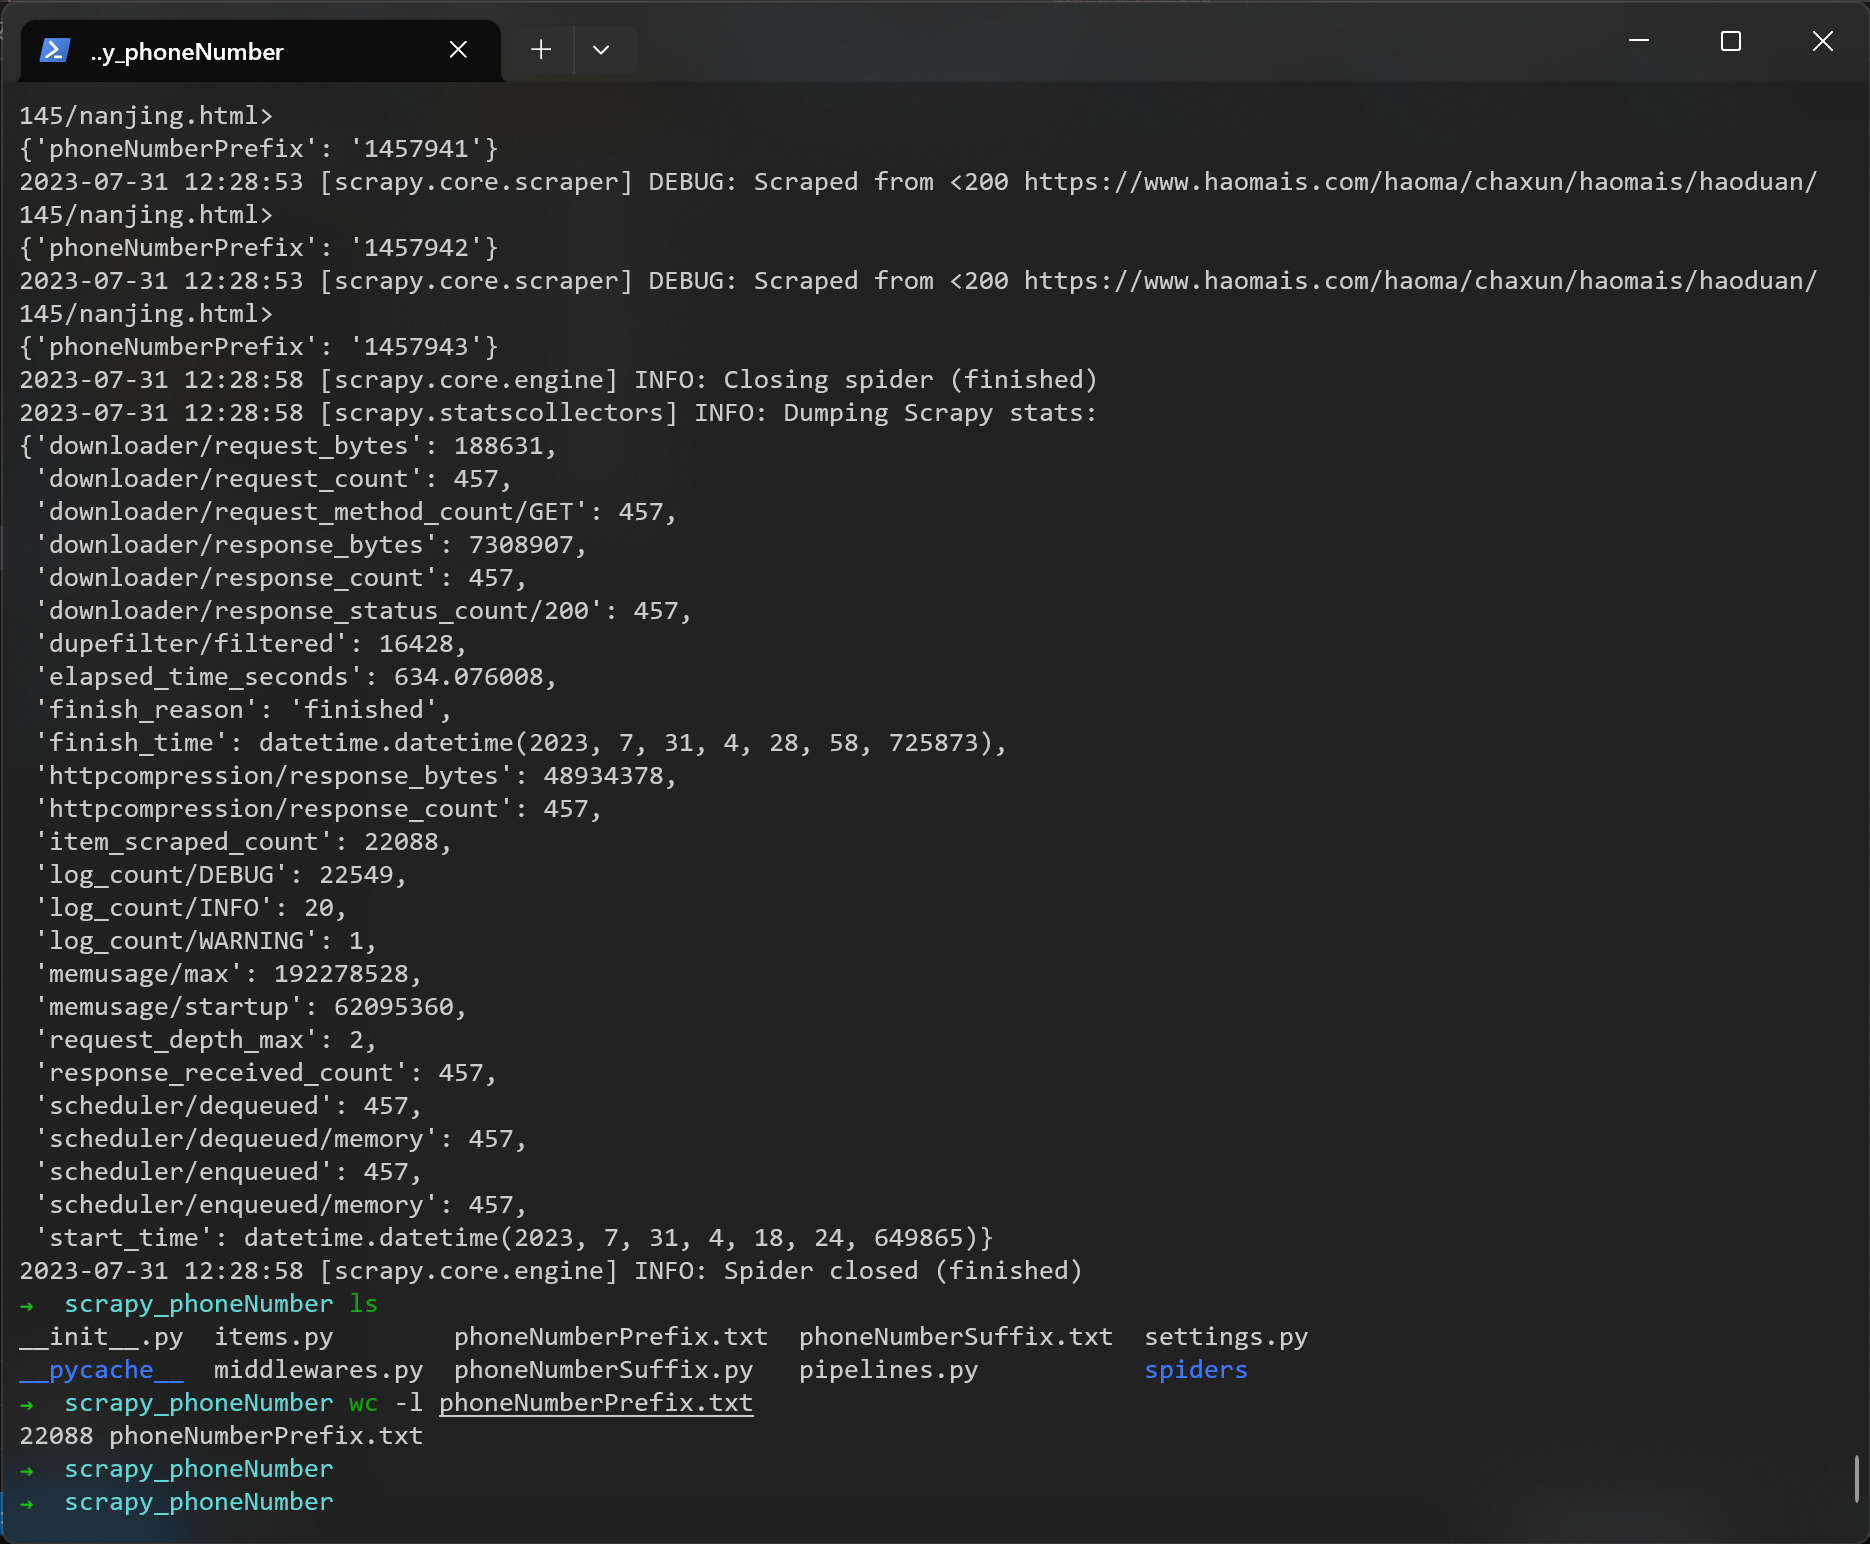 ..y_phoneNumber
145/nanjing.html>
{'phoneNumberPrefix': '1457941'}
2023-07-31 12:28:53 [scrapy.core.scraper] DEBUG: Scraped from <200 https://www.haomais.com/haoma/chaxun/haomais/haoduan/
145/nanjing.html>
{'phoneNumberPrefix': '1457942'}
2023-07-31 12:28:53 [scrapy.core.scraper] DEBUG: Scraped from <200 https://www.haomais.com/haoma/chaxun/haomais/haoduan/
145/nanjing.html>
{'phoneNumberPrefix': '1457943'}
2023-07-31 12:28:58 [scrapy.core.engine] INFO: Closing spider (finished)
2023-07-31 12:28:58 [scrapy.statscollectors] INFO: Dumping Scrapy stats:
{'downloader/request_bytes': 188631,
 'downloader/request_count': 457,
 'downloader/request_method_count/GET': 457,
 'downloader/response_bytes': 7308907,
 'downloader/response_count': 457,
 'downloader/response_status_count/200': 457,
 'dupefilter/filtered': 16428,
 'elapsed_time_seconds': 634.076008,
 'finish_reason': 'finished',
 'finish_time': datetime.datetime(2023, 7, 31, 4, 28, 58, 725873),
 'httpcompression/response_bytes': 48934378,
 'httpcompression/response_count': 457,
 'item_scraped_count': 22088,
 'log_count/DEBUG': 22549,
 'log_count/INFO': 20,
 'log_count/WARNING': 1,
 'memusage/max': 192278528,
 'memusage/startup': 62095360,
 'request_depth_max': 2,
 'response_received_count': 457,
 'scheduler/dequeued': 457,
 'scheduler/dequeued/memory': 457,
 'scheduler/enqueued': 457,
 'scheduler/enqueued/memory': 457,
 'start_time': datetime.datetime(2023, 7, 31, 4, 18, 24, 649865)}
2023-07-31 12:28:58 [scrapy.core.engine] INFO: Spider closed (finished)
→  scrapy_phoneNumber ls
__init__.py  items.py        phoneNumberPrefix.txt  phoneNumberSuffix.txt  settings.py
__pycache__  middlewares.py  phoneNumberSuffix.py   pipelines.py           spiders
→  scrapy_phoneNumber wc -l phoneNumberPrefix.txt
22088 phoneNumberPrefix.txt
→  scrapy_phoneNumber
→  scrapy_phoneNumber